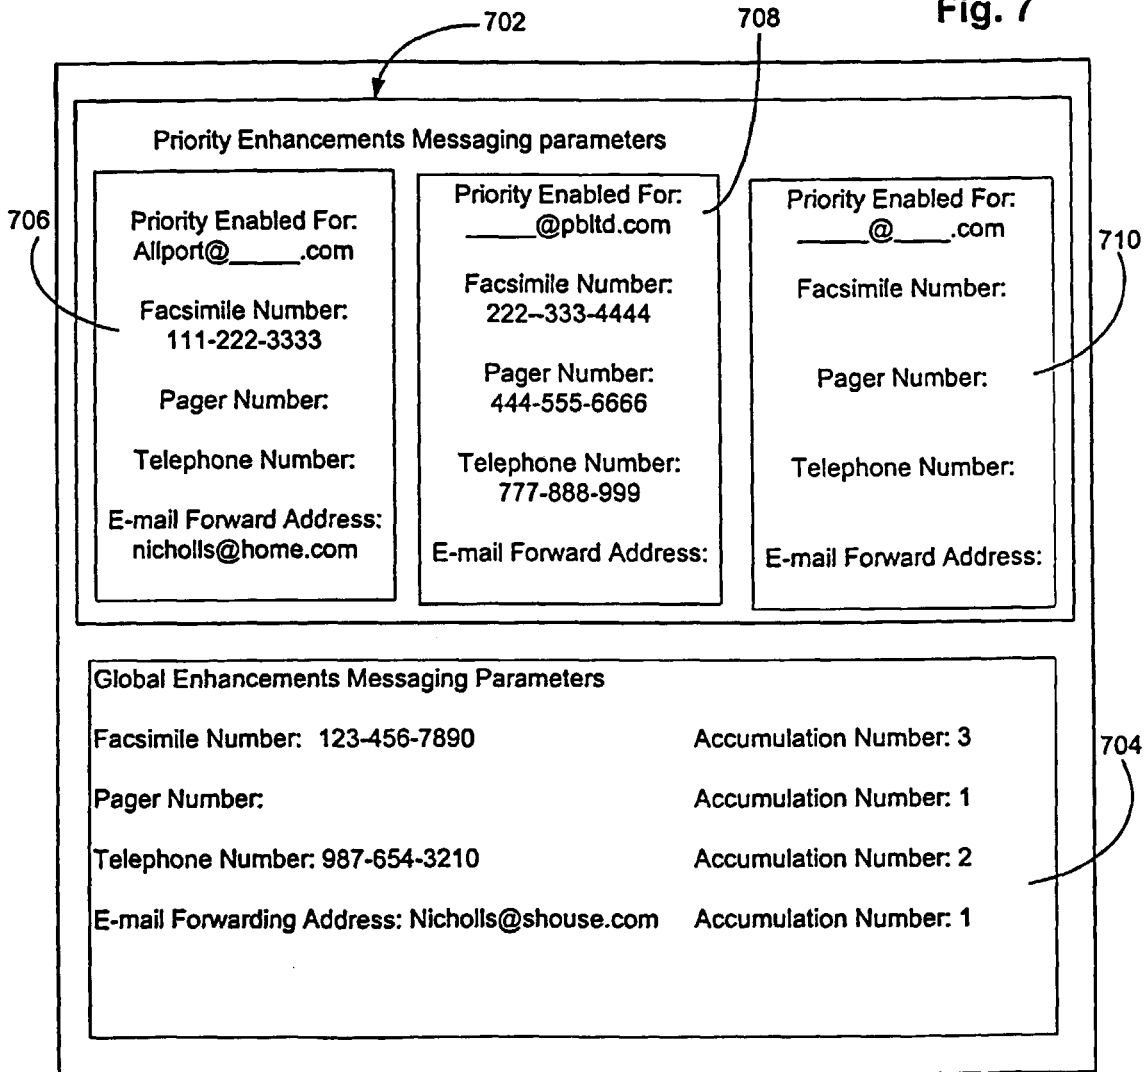 Fig. 7
702
708
Priority Enhancements Messaging parameters
706
Priority Enabled For:
Allport@_____.com
Facsimile Number:
111-222-3333
Pager Number:
Telephone Number:
E-mail Forward Address:
nicholls@home.com
Priority Enabled For:
_____@pbltd.com
Facsimile Number:
222--333-4444
Pager Number:
444-555-6666
Telephone Number:
777-888-999
E-mail Forward Address:
710
Priority Enabled For:
_____@____.com
Facsimile Number:
Pager Number:
Telephone Number:
E-mail Forward Address:
Global Enhancements Messaging Parameters
Facsimile Number: 123-456-7890 Accumulation Number: 3
704
Pager Number: Accumulation Number: 1
Telephone Number: 987-654-3210 Accumulation Number: 2
E-mail Forwarding Address: Nicholls@shouse.com Accumulation Number: 1